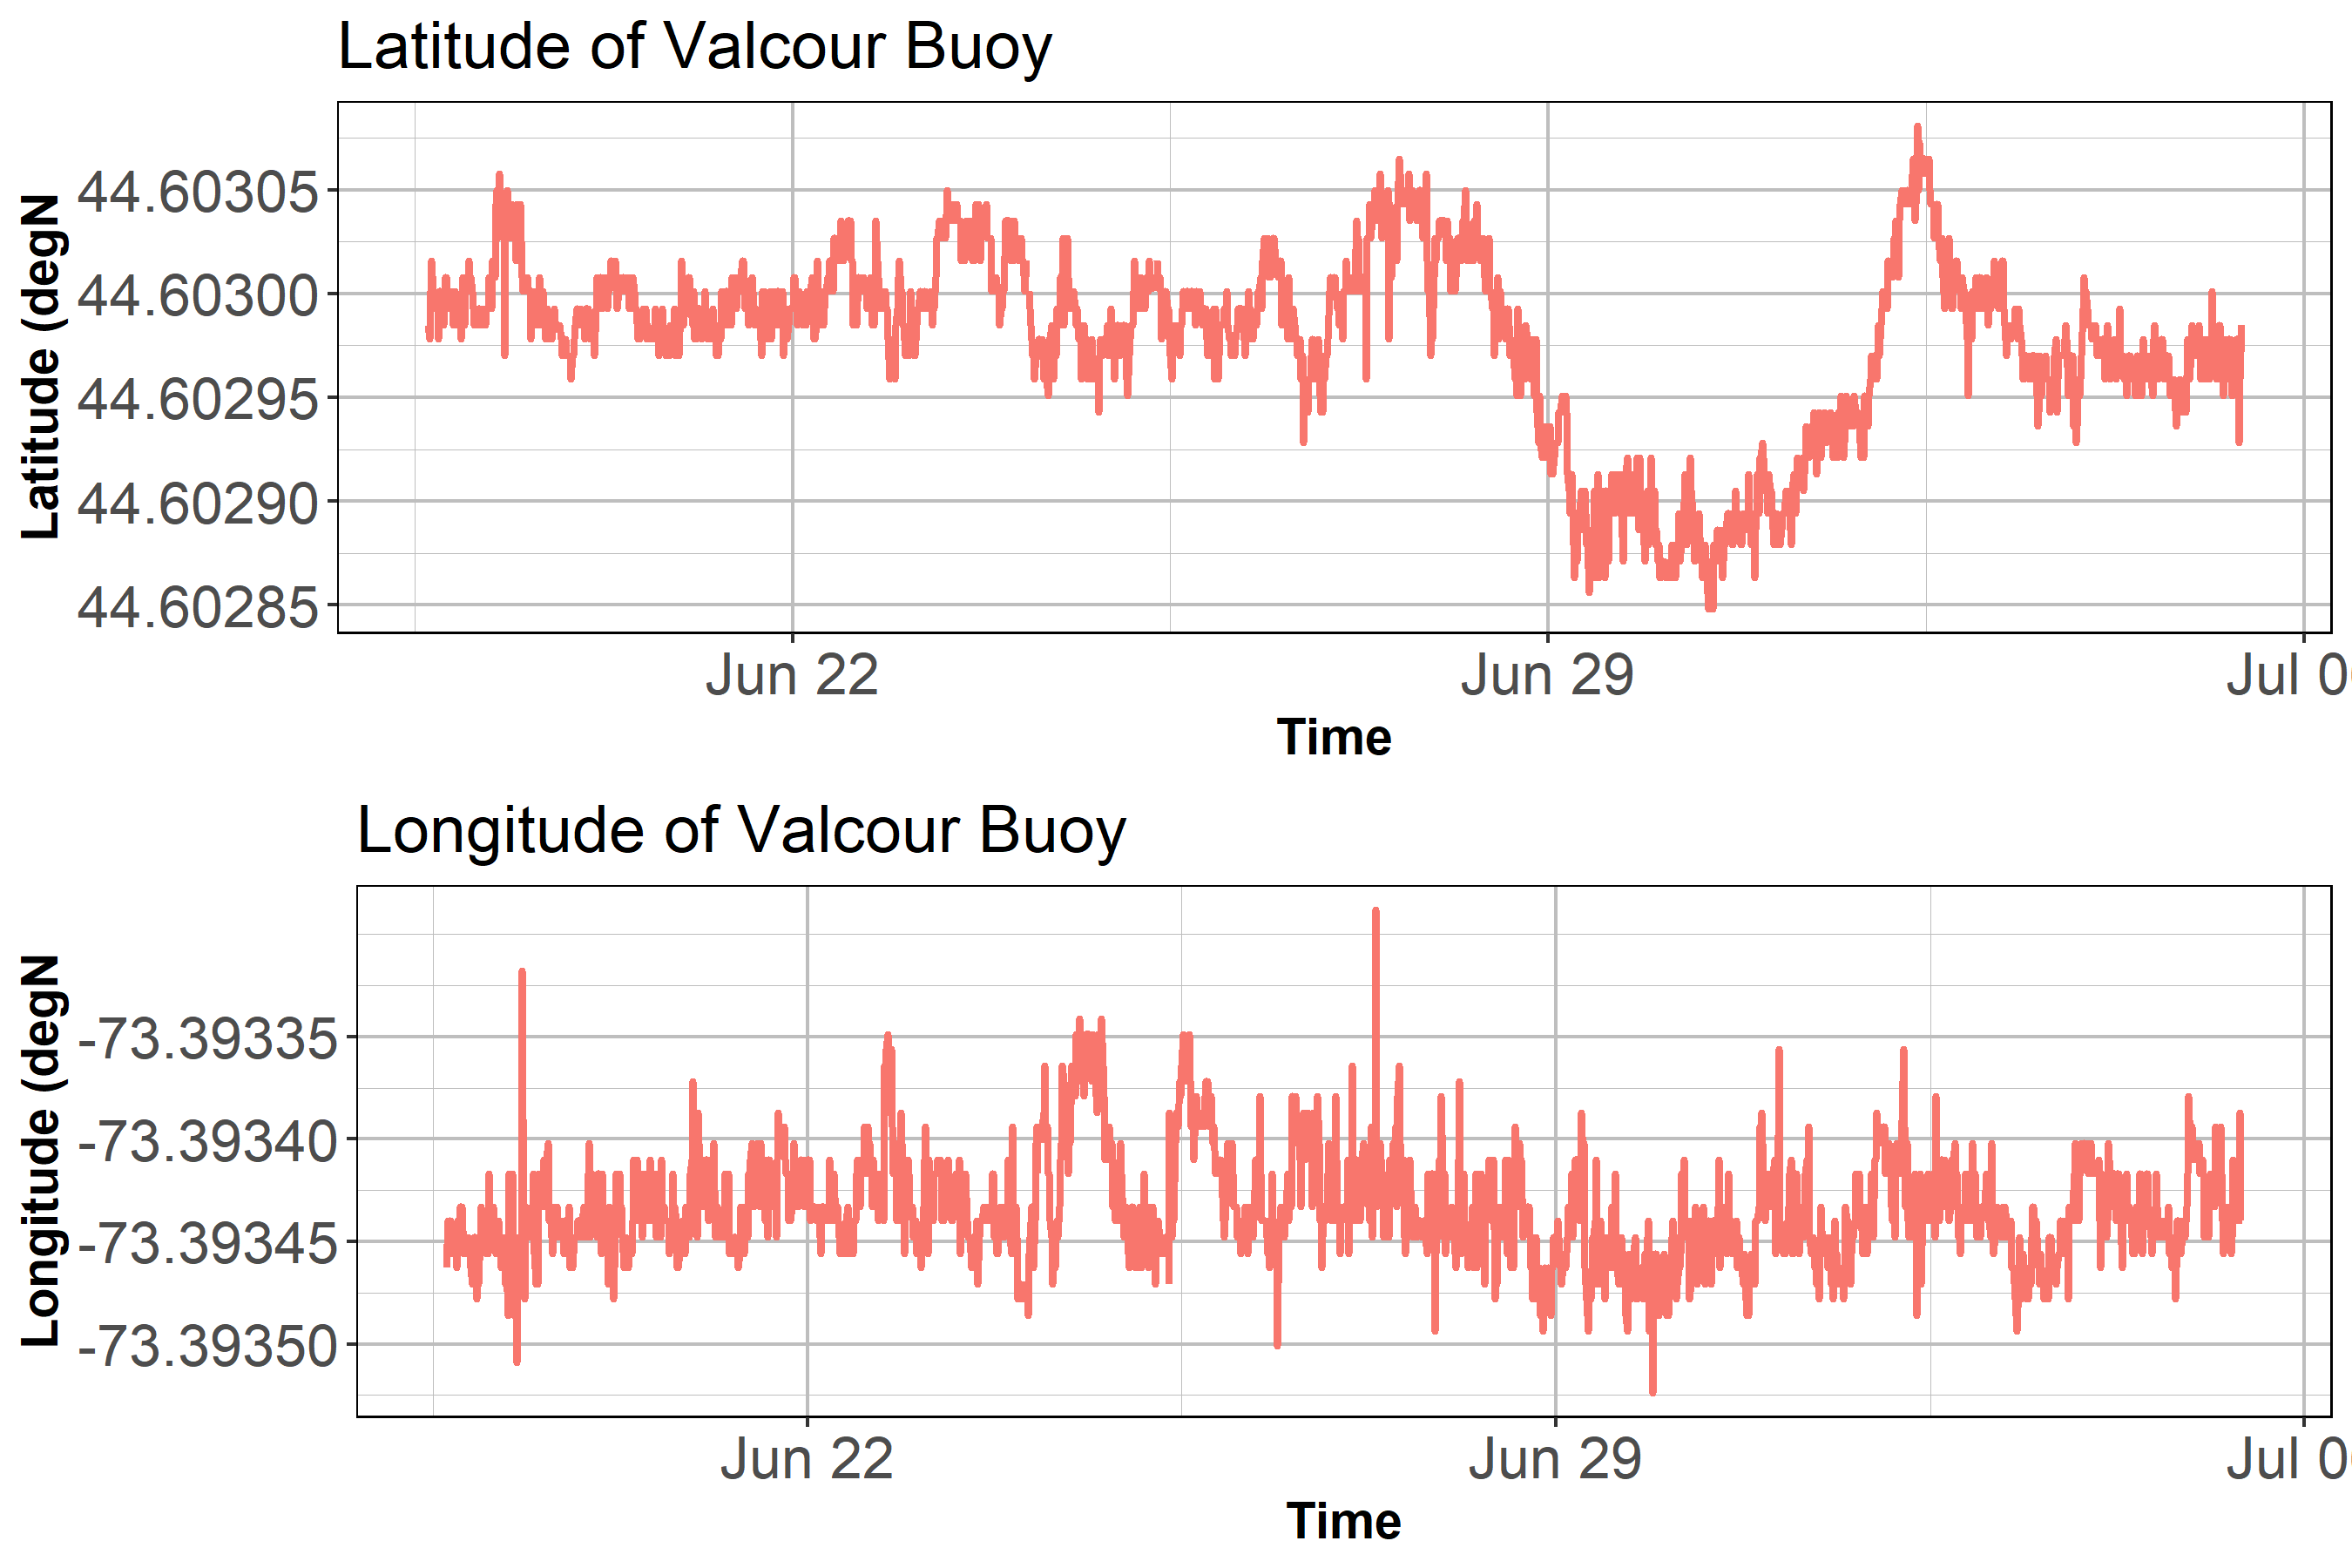 Latitude of Valcour Buoy
Latitude (degN
44.60305
44.60300
44.60295
44.60290
44.60285
Jun 22 Jun 29 Jul 0
Time
Longitude of Valcour Buoy
Longitude (degN
-73.39335
-73.39340
-73.39345
-73.39350
Jun 22 Jun 29 Jul 0
Time